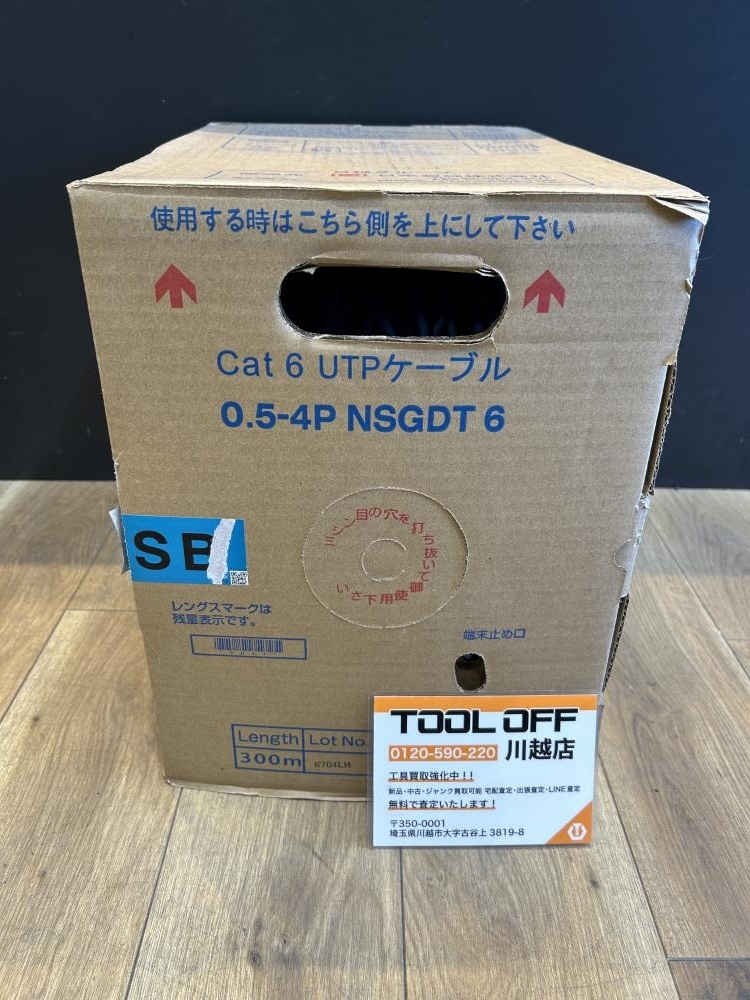 使用する時はこちら側を上にして下さい
Cat 6 UTPケーブル
0.5-4P NSGDT 6
ミシン目の穴を打ち抜いて御使用下さい
SB
レングスマークは
残量表示です。
端末止め口
Length Lot No.
300m
TOOL OFF
0120-590-220 川越店
工具買取強化中!!
新品・中古・ジャンク買取可能 宅配査定・出張査定・LINE査定
無料で査定いたします!
〒350-0001
埼玉県川越市大字古谷上 3819-8